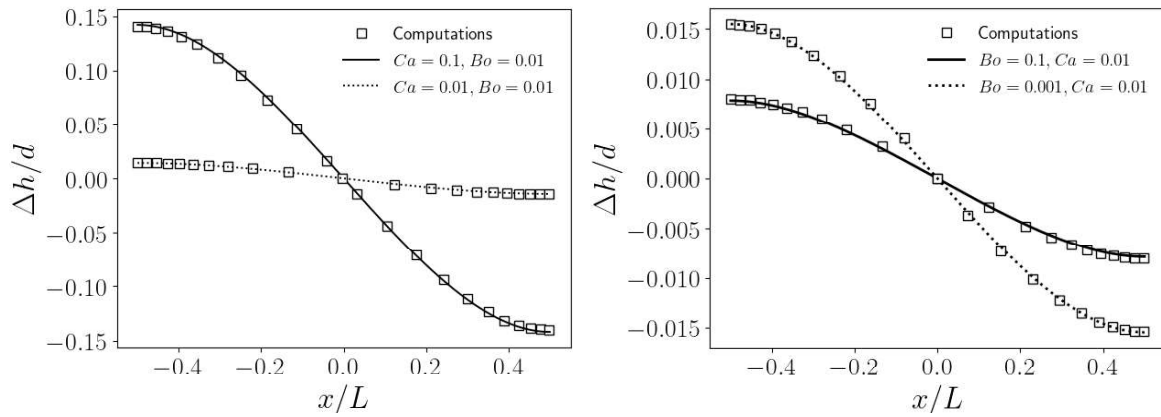 0.15
0.10
0.05
0.00
−0.05
−0.10
−0.15
Δh/d
−0.4
−0.2
0.0
0.2
0.4
x/L
Computations
Ca = 0.1, Bo = 0.01
Ca = 0.01, Bo = 0.01
0.015
0.010
0.005
0.000
−0.005
−0.010
−0.015
Δh/d
−0.4
−0.2
0.0
0.2
0.4
x/L
Computations
Bo = 0.1, Ca = 0.01
Bo = 0.001, Ca = 0.01